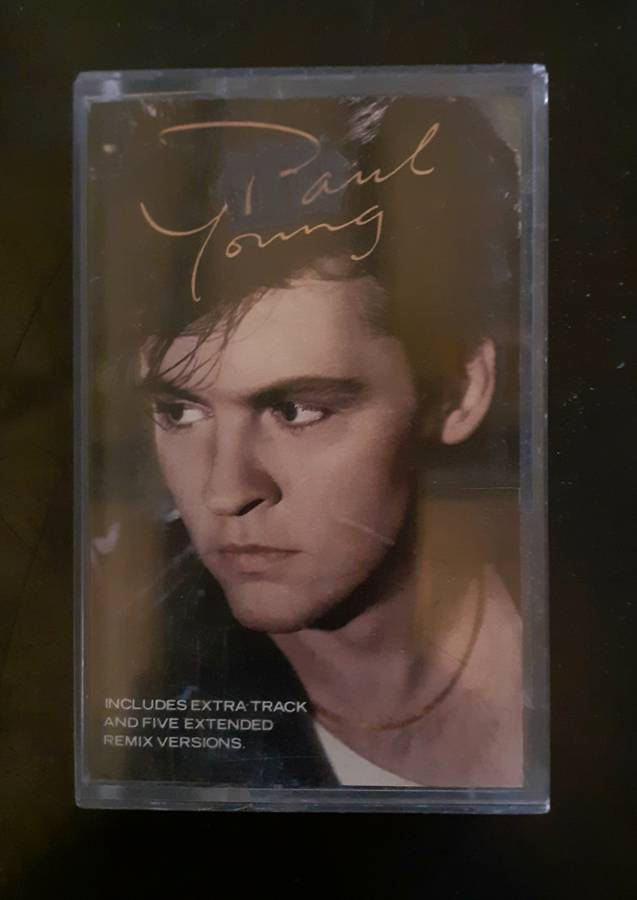 Paul
Young
INCLUDES EXTRA TRACK
AND FIVE EXTENDED
REMIX VERSIONS.